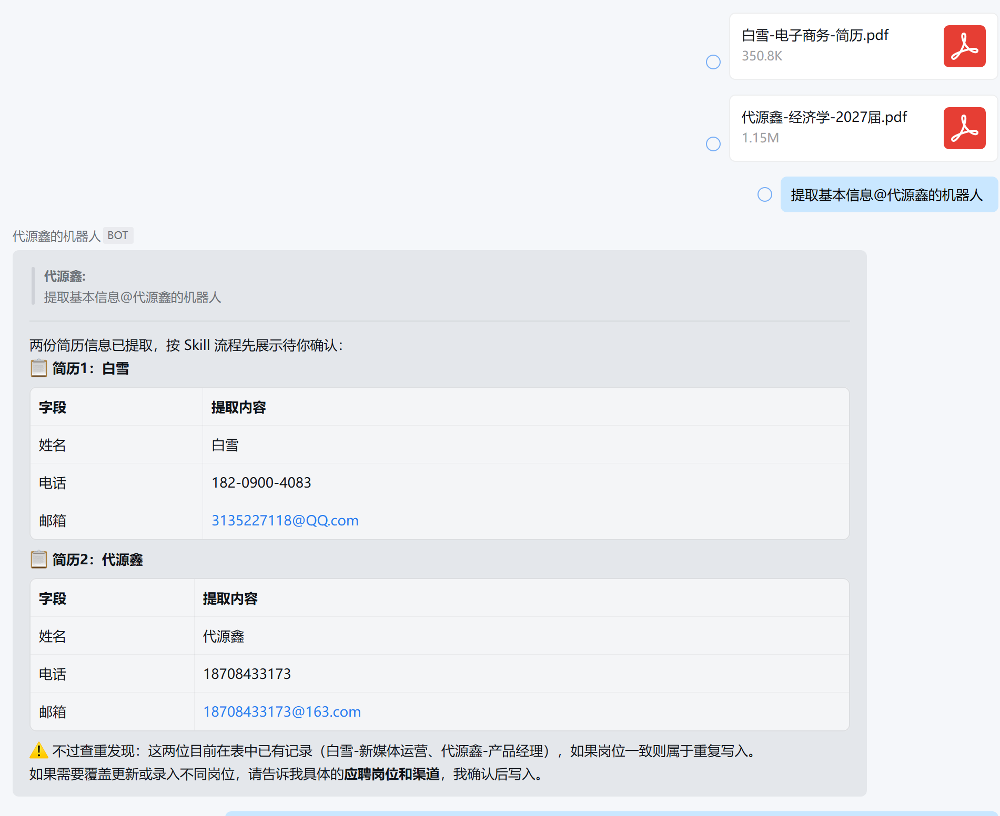 白雪-电子商务-简历.pdf
350.8K
代源鑫-经济学-2027届.pdf
1.15M
提取基本信息@代源鑫的机器人
代源鑫的机器人 BOT
代源鑫:
提取基本信息@代源鑫的机器人
两份简历信息已提取，按 Skill 流程先展示待你确认：
📋 简历1：白雪
字段 提取内容
姓名 白雪
电话 182-0900-4083
邮箱 3135227118@QQ.com
📋 简历2：代源鑫
字段 提取内容
姓名 代源鑫
电话 18708433173
邮箱 18708433173@163.com
⚠️ 不过查重发现：这两位目前在表中已有记录（白雪-新媒体运营、代源鑫-产品经理），如果岗位一致则属于重复写入。
如果需要覆盖更新或录入不同岗位，请告诉我具体的应聘岗位和渠道，我确认后写入。